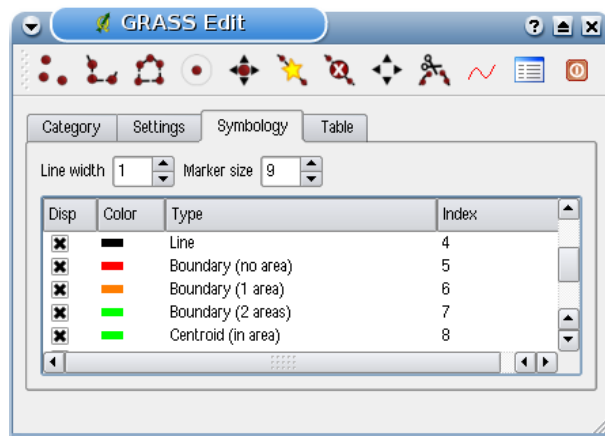 GRASS Edit
Category Settings Symbology Table
Line width 1 Marker size 9
Disp Color Type Index
Line 4
Boundary (no area) 5
Boundary (1 area) 6
Boundary (2 areas) 7
Centroid (in area) 8